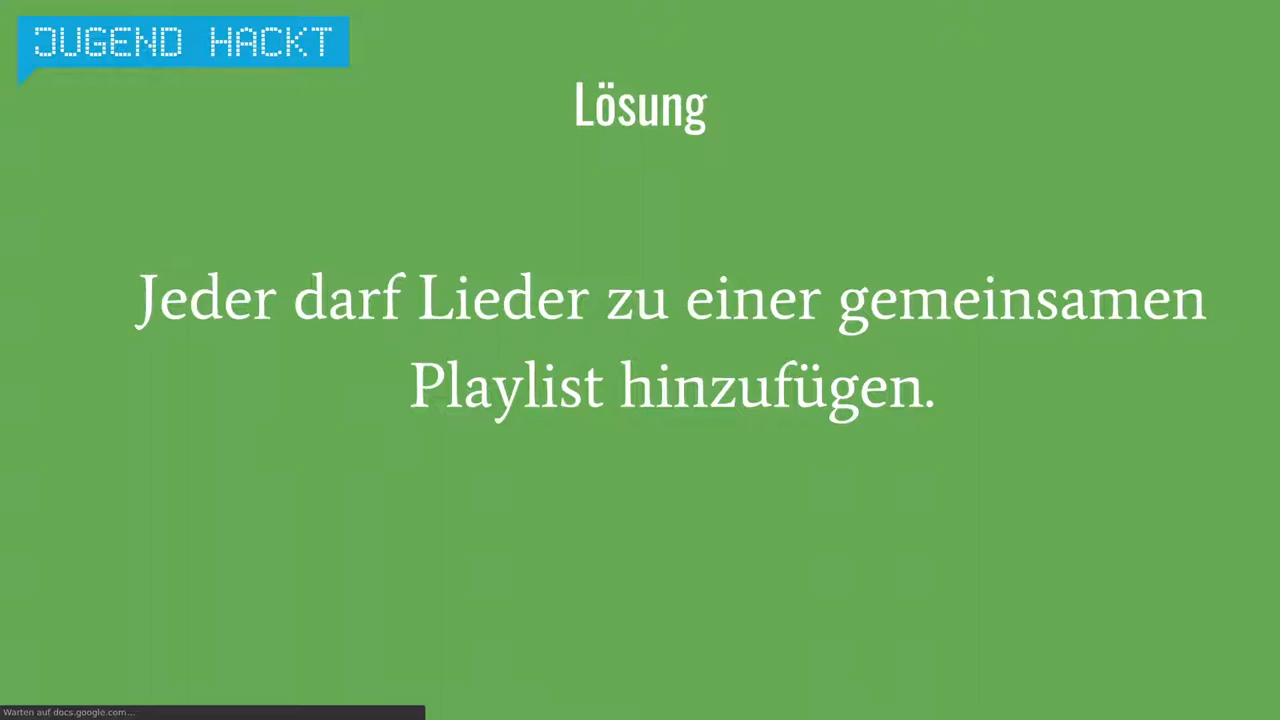 JUGEND HACKT
Lösung
Jeder darf Lieder zu einer gemeinsamen
Playlist hinzufügen.
Warten auf docs.google.com...